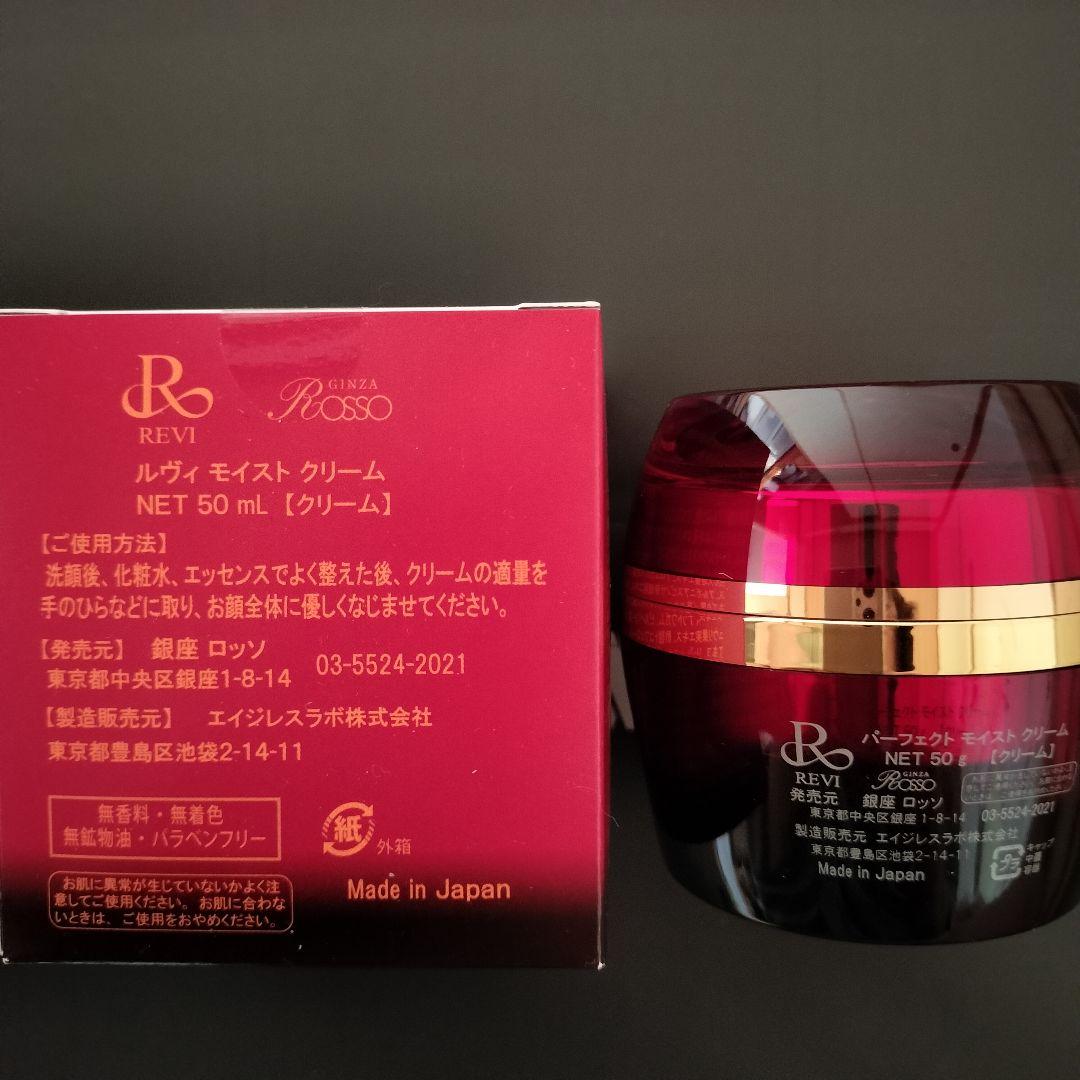 R
REVI
GINZA
Rosso
ルヴィ モイスト クリーム
NET 50 mL 【クリーム】
【ご使用方法】
洗顔後、化粧水、エッセンスでよく整えた後、クリームの適量を
手のひらなどに取り、お顔全体に優しくなじませてください。
【発売元】 銀座 ロッソ
東京都中央区銀座1-8-14 03-5524-2021
【製造販売元】 エイジレスラボ株式会社
東京都豊島区池袋2-14-11
無香料・無着色
無鉱物油・パラベンフリー
紙 外箱
お肌に異常が生じていないかよく注
意してご使用ください。お肌に合わな
いときは、ご使用をおやめください。
Made in Japan
R
REVI
パーフェクト モイスト クリーム
NET 50 g 【クリーム】
GINZA
Rosso
発売元 銀座 ロッソ
東京都中央区銀座1-8-14 03-5524-2021
製造販売元 エイジレスラボ株式会社
東京都豊島区池袋2-14-11
Made in Japan
プラ
キャップ
中蓋
容器